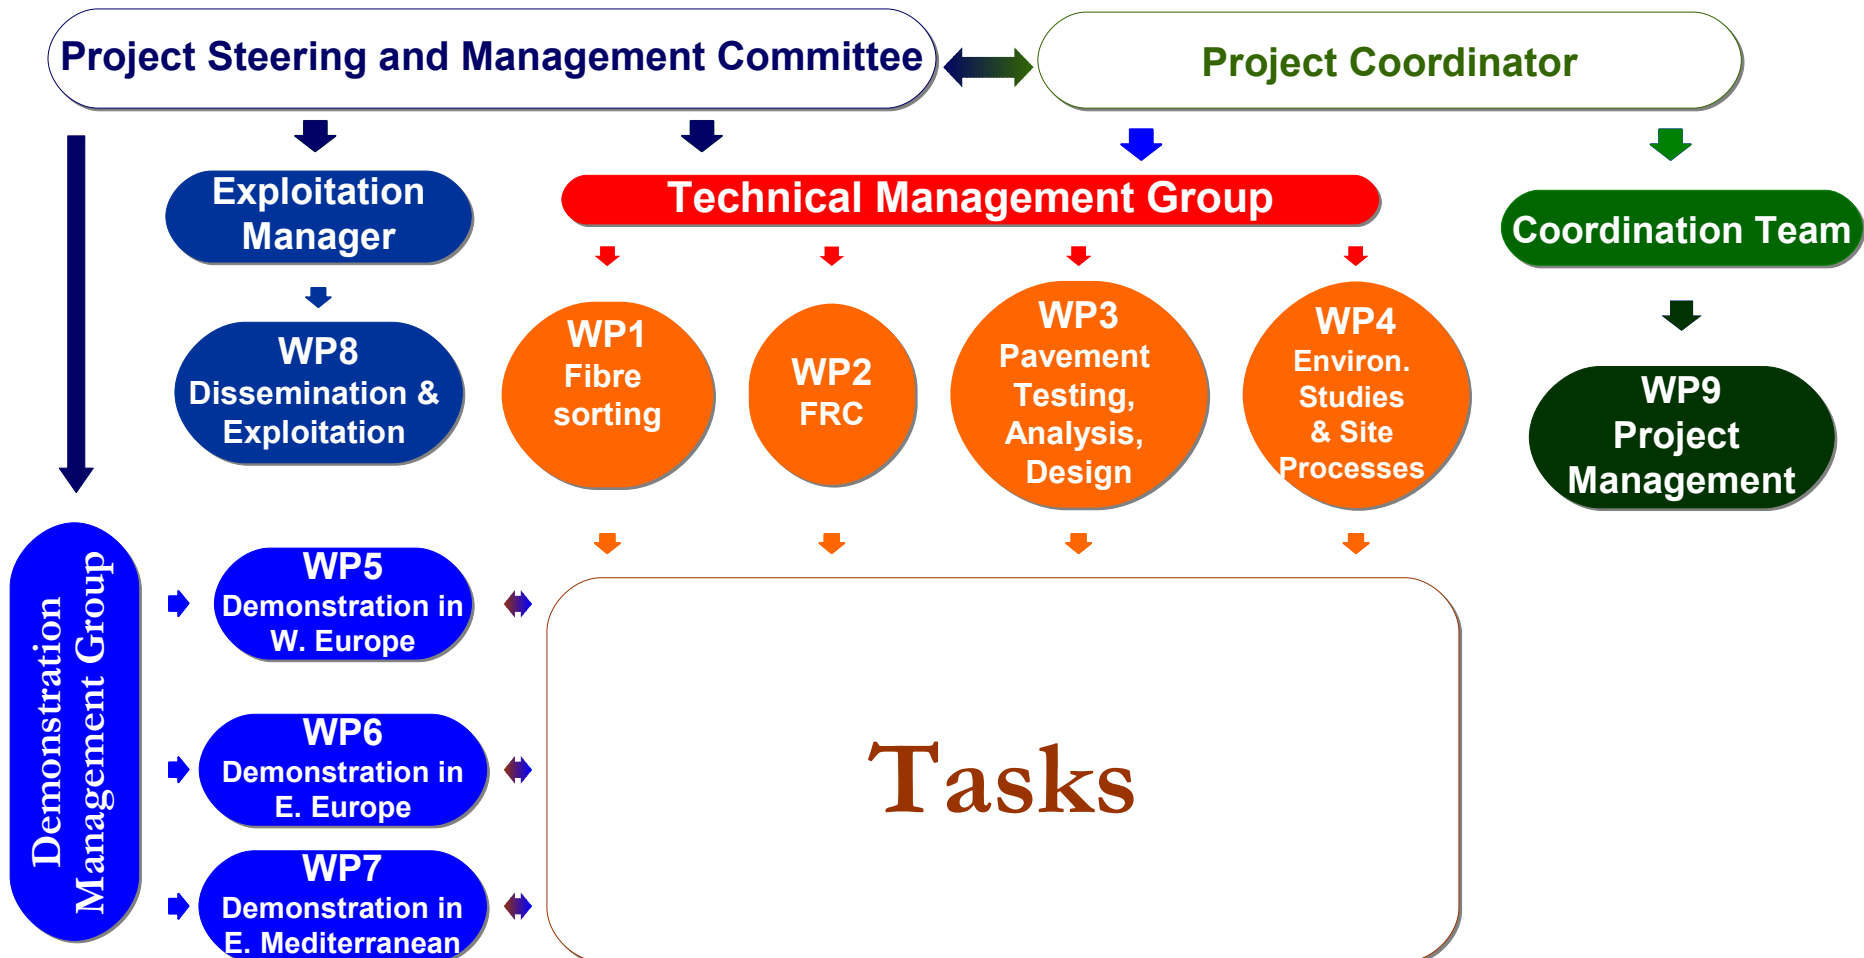 Project Steering and Management Committee
Project Coordinator
Exploitation
Manager
Technical Management Group
Coordination Team
WP8
Dissemination &
Exploitation
WP1
Fibre
sorting
WP2
FRC
WP3
Pavement
Testing,
Analysis,
Design
WP4
Environ.
Studies
& Site
Processes
WP9
Project
Management
Demonstration
Management Group
WP5
Demonstration in
W. Europe
WP6
Demonstration in
E. Europe
WP7
Demonstration in
E. Mediterranean
Tasks